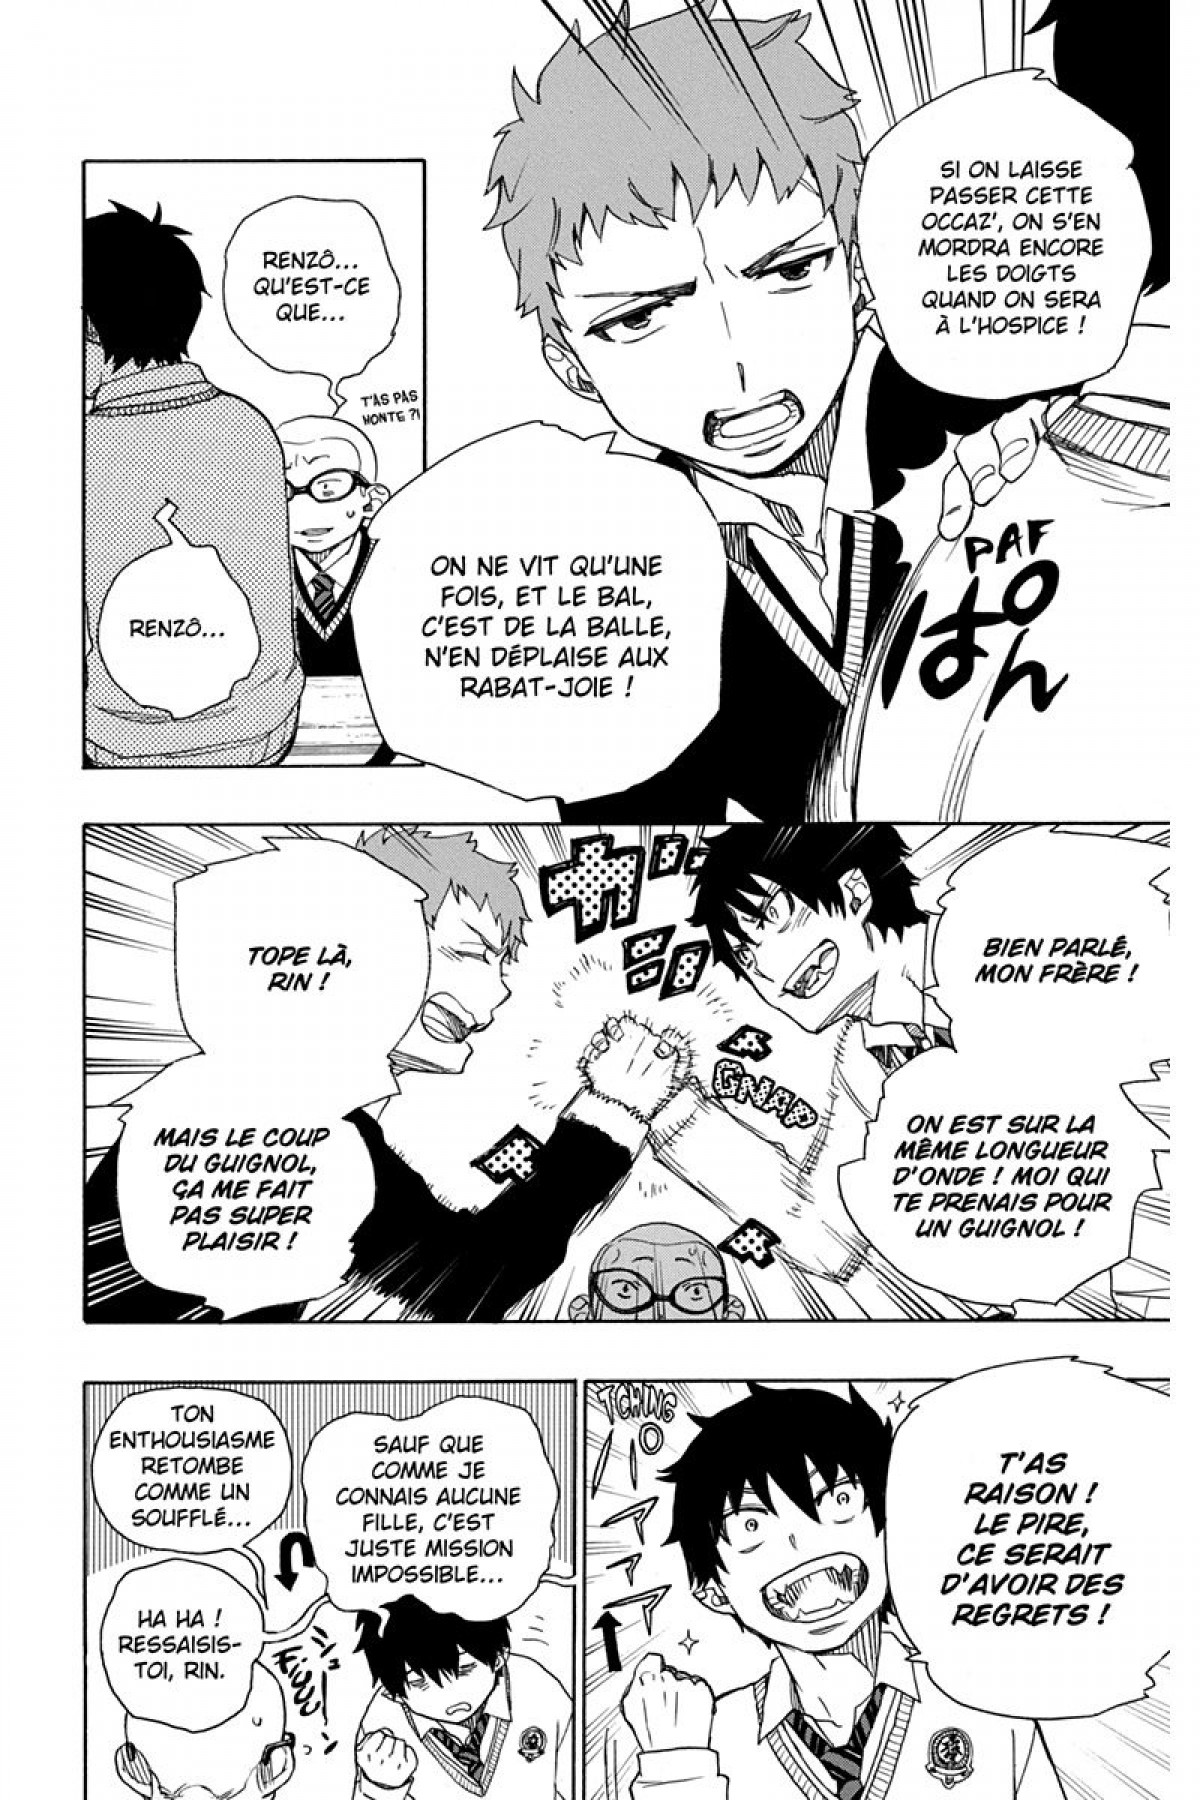 SI ON LAISSE
PASSER CETTE
OCCAZ', ON S'EN
MORDRA ENCORE
LES DOIGTS
QUAND ON SERA
À L'HOSPICE !
PAF
ぱん
ON NE VIT QU'UNE
FOIS, ET LE BAL,
C'EST DE LA BALLE,
N'EN DÉPLAISE AUX
RABAT-JOIE !
RENZÔ...
QU'EST-CE
QUE...
T'AS PAS
HONTE ?!
RENZÔ...
TOPE LÀ,
RIN !
BIEN PARLÉ,
MON FRÈRE !
ガシ
GNAP
ON EST SUR LA
MÊME LONGUEUR
D'ONDE ! MOI QUI
TE PRENAIS POUR
UN GUIGNOL !
MAIS LE COUP
DU GUIGNOL,
ÇA ME FAIT
PAS SUPER
PLAISIR !
TCHING
T'AS
RAISON !
LE PIRE,
CE SERAIT
D'AVOIR DES
REGRETS !
SAUF QUE
COMME JE
CONNAIS AUCUNE
FILLE, C'EST
JUSTE MISSION
IMPOSSIBLE...
TON
ENTHOUSIASME
RETOMBE
COMME UN
SOUFFLÉ...
HA HA !
RESSAISIS-
TOI, RIN.